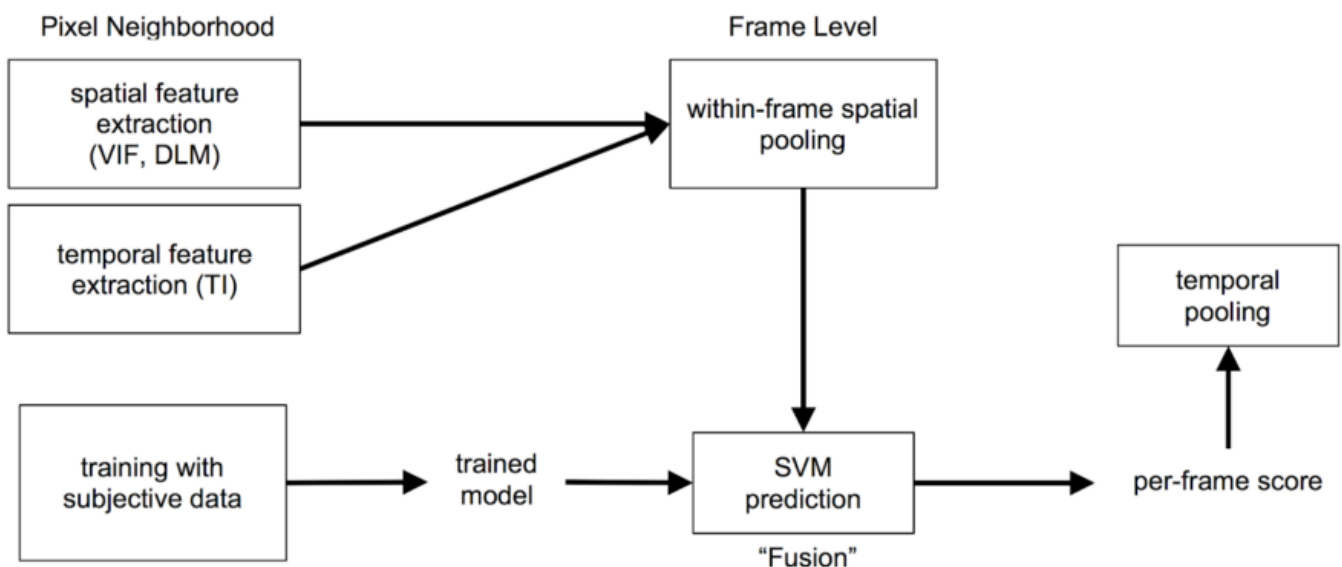 Pixel Neighborhood
Frame Level
spatial feature
extraction
(VIF, DLM)
within-frame spatial
pooling
temporal feature
extraction (TI)
temporal
pooling
training with
subjective data
trained
model
SVM
prediction
per-frame score
“Fusion”